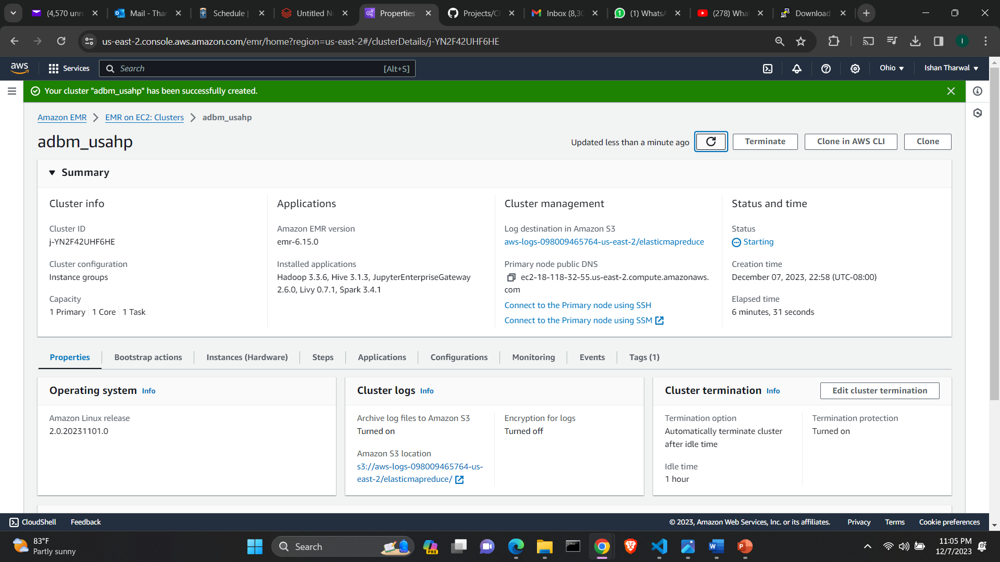 (4,570 unre
Mail - Thar
Schedule |
Untitled N
Properties
Projects/Cl
Inbox (8,30
(1) WhatsA
(278) Wha
Download
us-east-2.console.aws.amazon.com/emr/home?region=us-east-2#/clusterDetails/j-YN2F42UHF6HE
I
aws
Services
Search
[Alt+S]
Ohio
Ishan Tharwal
Your cluster "adbm_usahp" has been successfully created.
Amazon EMR
EMR on EC2: Clusters
adbm_usahp
adbm_usahp
Updated less than a minute ago
Terminate
Clone in AWS CLI
Clone
Summary
Cluster info
Cluster ID
j-YN2F42UHF6HE
Cluster configuration
Instance groups
Capacity
1 Primary
1 Core
1 Task
Applications
Amazon EMR version
emr-6.15.0
Installed applications
Hadoop 3.3.6, Hive 3.1.3, JupyterEnterpriseGateway
2.6.0, Livy 0.7.1, Spark 3.4.1
Cluster management
Log destination in Amazon S3
aws-logs-098009465764-us-east-2/elasticmapreduce
Primary node public DNS
ec2-18-118-32-55.us-east-2.compute.amazonaws.
com
Connect to the Primary node using SSH
Connect to the Primary node using SSM
Status and time
Status
Starting
Creation time
December 07, 2023, 22:58 (UTC-08:00)
Elapsed time
6 minutes, 31 seconds
Properties
Bootstrap actions
Instances (Hardware)
Steps
Applications
Configurations
Monitoring
Events
Tags (1)
Operating system Info
Amazon Linux release
2.0.20231101.0
Cluster logs Info
Archive log files to Amazon S3
Turned on
Amazon S3 location
s3://aws-logs-098009465764-us-
east-2/elasticmapreduce/
Encryption for logs
Turned off
Cluster termination Info
Edit cluster termination
Termination option
Automatically terminate cluster
after idle time
Idle time
1 hour
Termination protection
Turned on
CloudShell
Feedback
© 2023, Amazon Web Services, Inc. or its affiliates.
Privacy
Terms
Cookie preferences
83°F
Partly sunny
Search
PRE
11:05 PM
12/7/2023